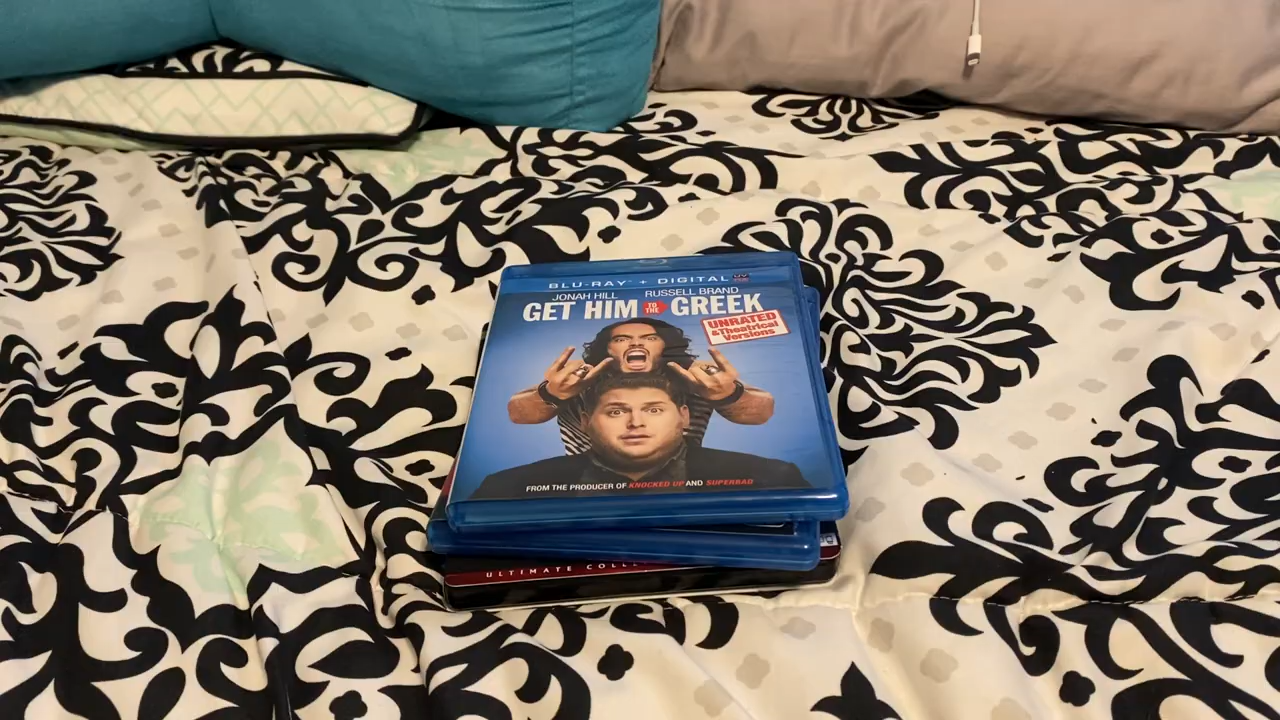 BLU-RAY + DIGITAL
JONAH HILL RUSSELL BRAND
GET HIM TO THE GREEK
UNRATED
&Theatrical
Versions
FROM THE PRODUCER OF KNOCKED UP AND SUPERBAD
ULTIMATE